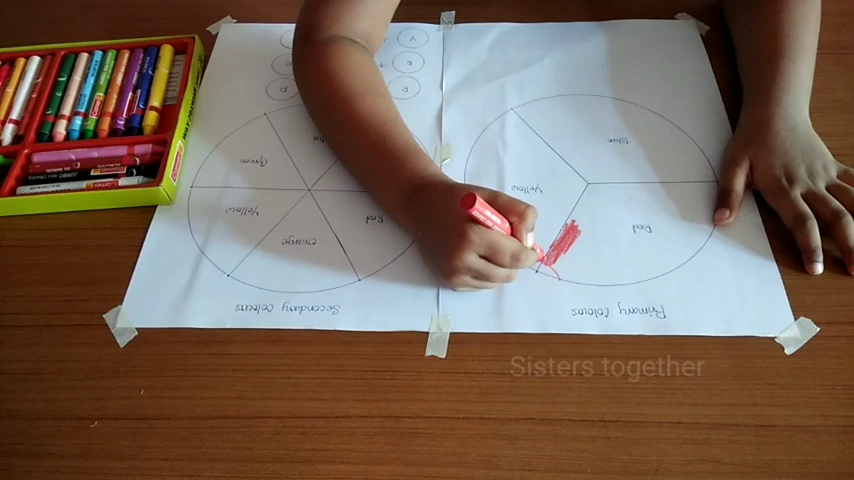 Primary Colours
Red
Yellow
Blue
Secondary Colours
Red
orange
Yellow
Green
R
R
R
Y
+
Sisters together